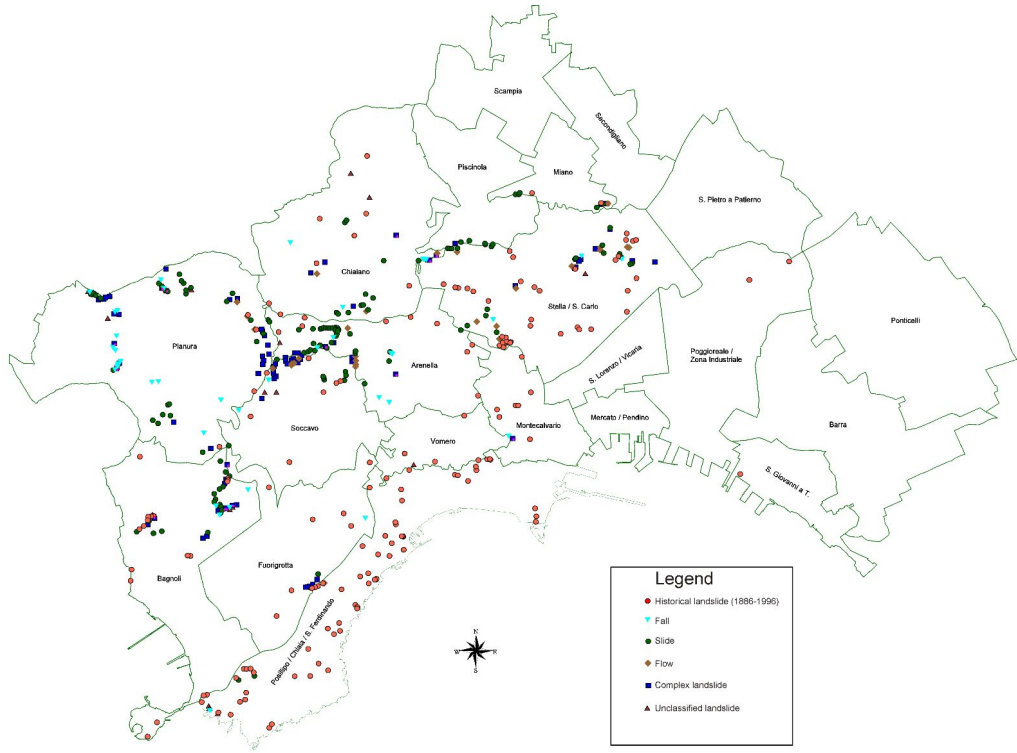 Scampia
Secondigliano
Piscinola
Miano
S. Pietro a Patierno
Chiaiano
Stella / S. Carlo
Ponticelli
Pianura
Arenella
S. Lorenzo / Vicaria
Poggioreale /
Zona Industriale
Soccavo
Vomero
Montecalvario
Mercato / Pendino
Barra
S. Giovanni a T.
Bagnoli
Fuorigrotta
Posillipo / Chiaia / S. Ferdinando
N
W
E
S
Legend
Historical landslide (1886-1996)
Fall
Slide
Flow
Complex landslide
Unclassified landslide